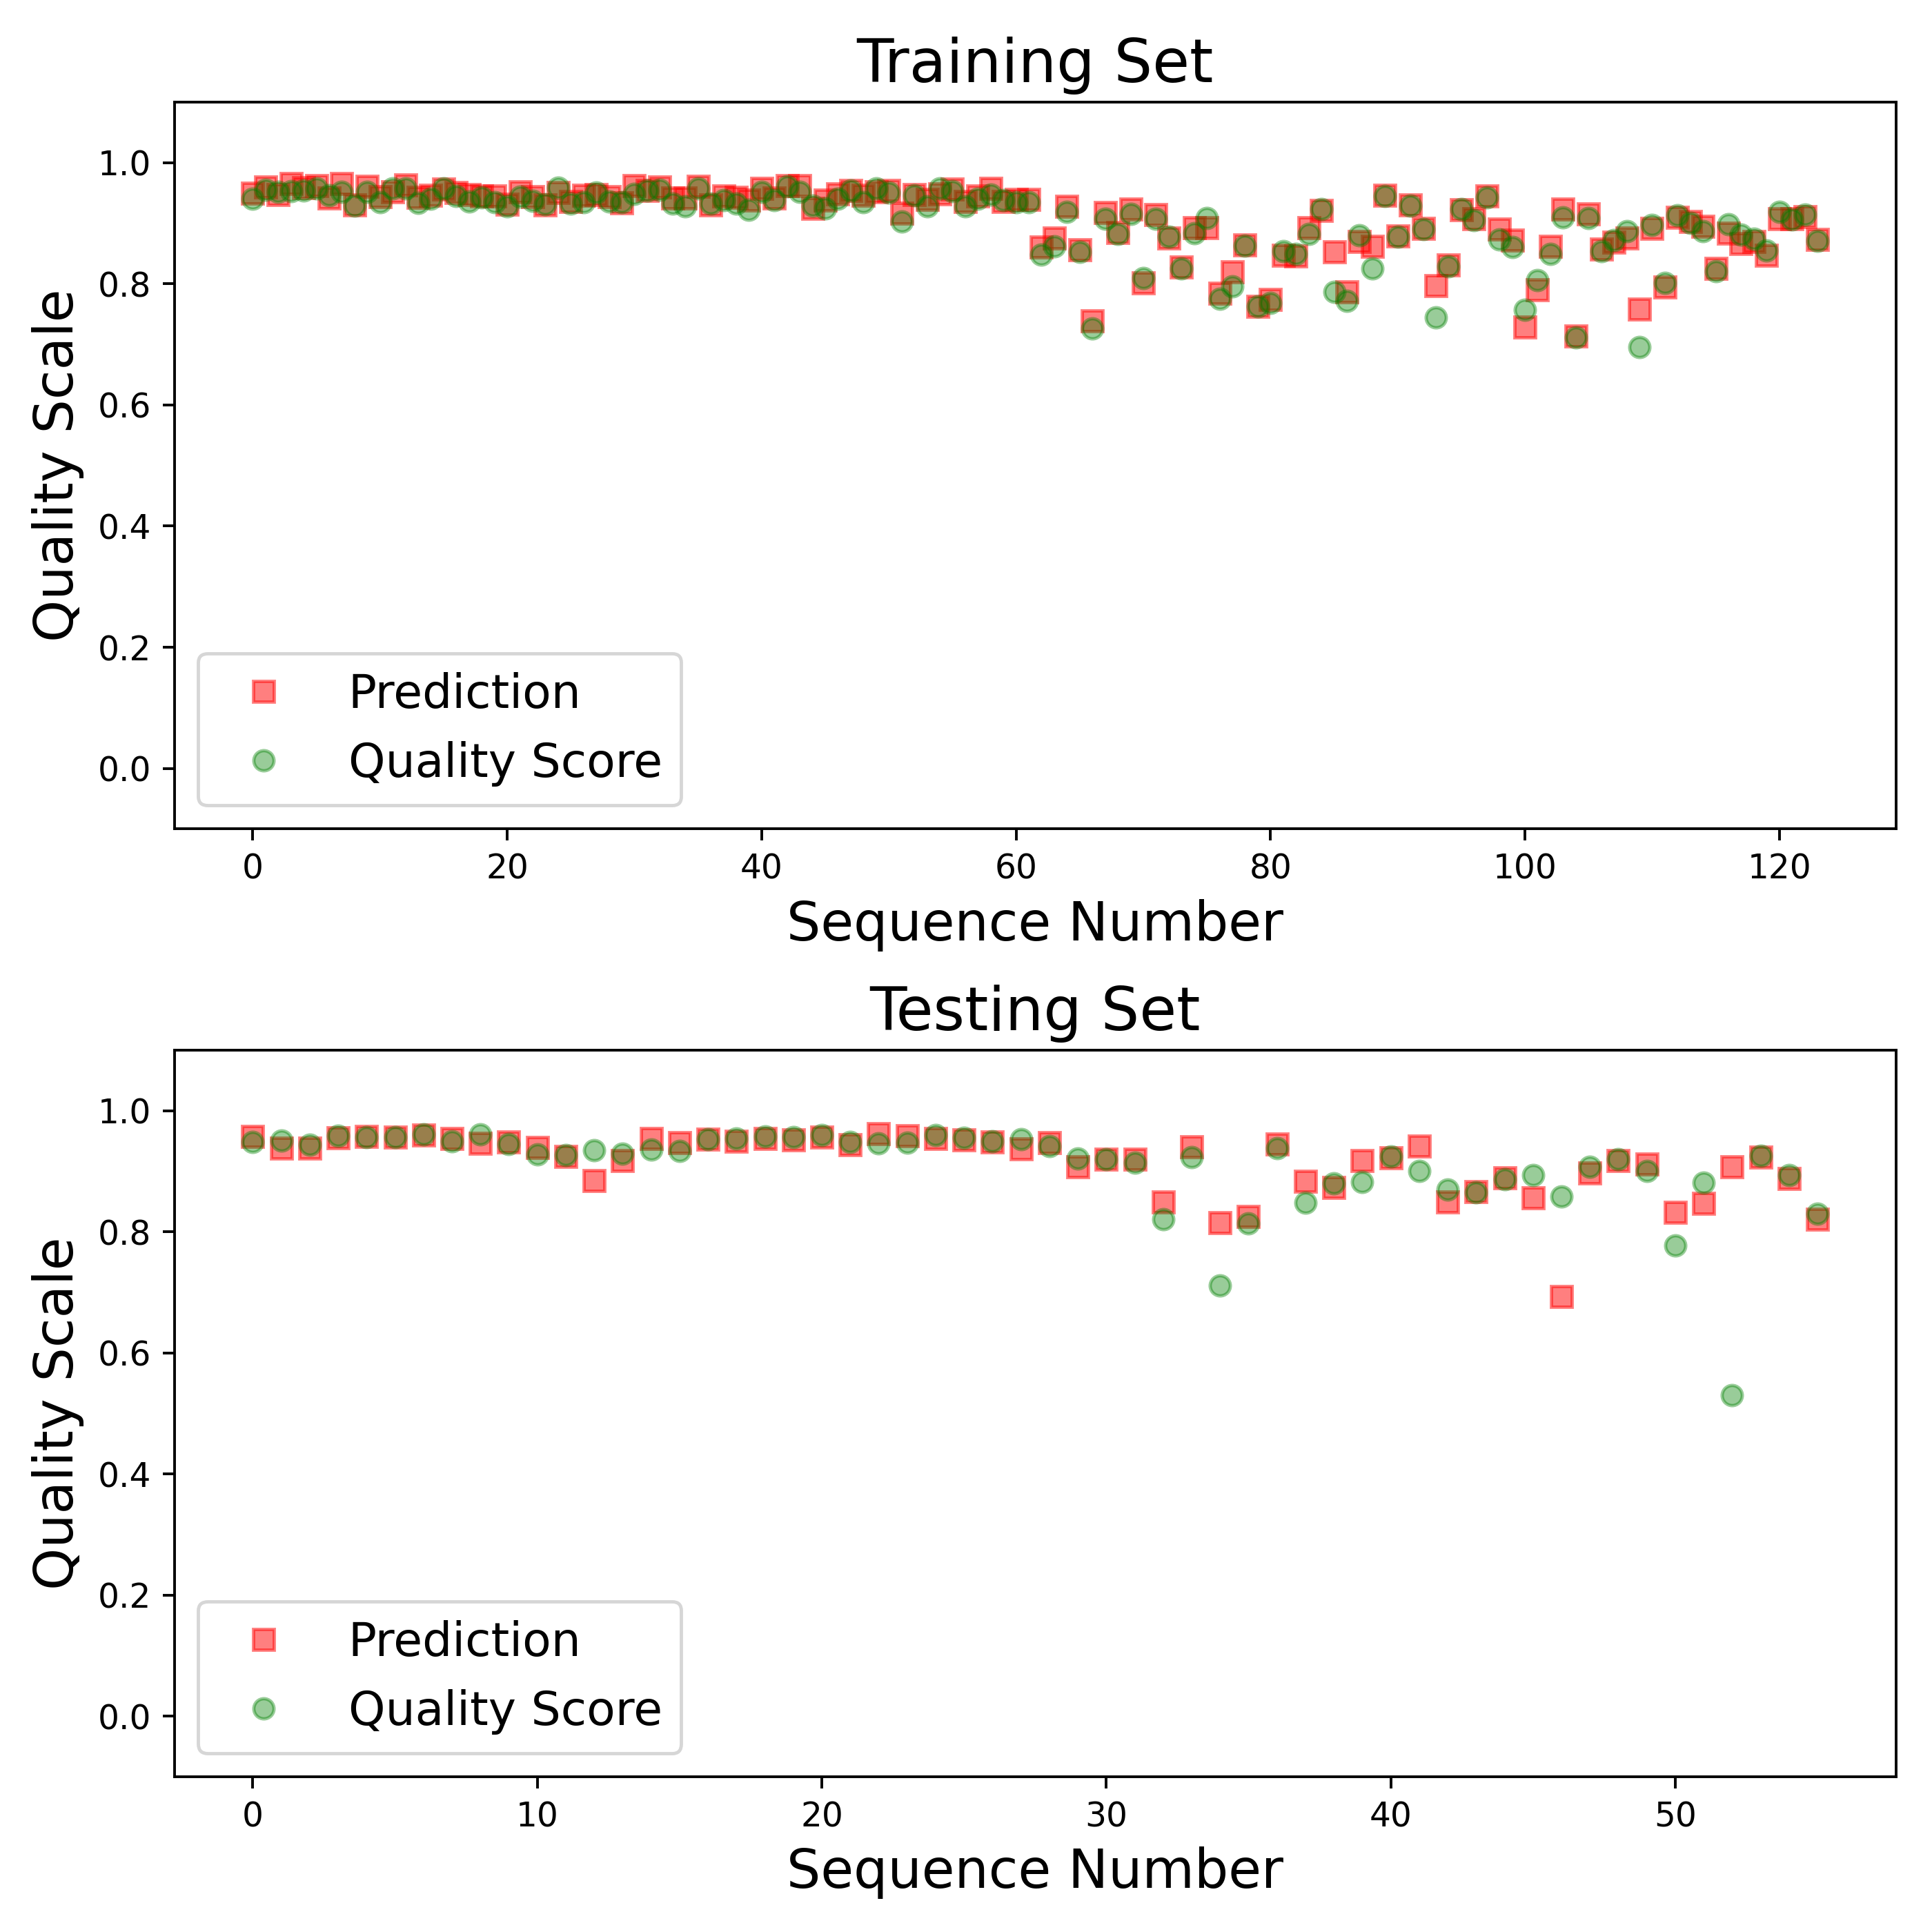 Training Set
Quality Scale
1.0
0.8
0.6
0.4
0.2
0.0
Prediction
Quality Score
0 20 40 60 80 100 120
Sequence Number
Testing Set
Quality Scale
1.0
0.8
0.6
0.4
0.2
0.0
Prediction
Quality Score
0 10 20 30 40 50
Sequence Number